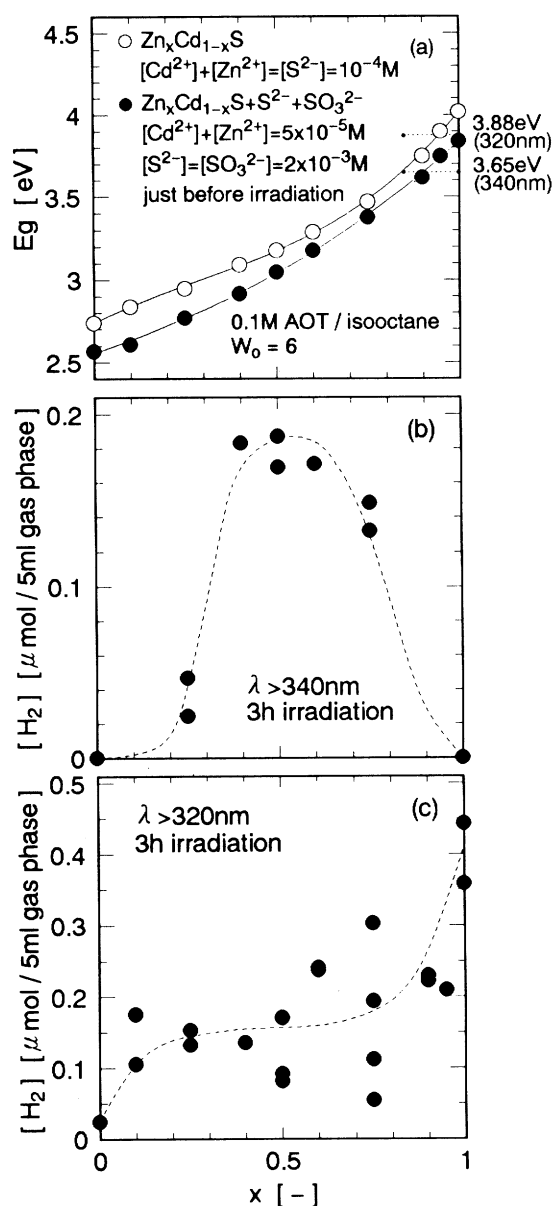 4.5
(a)
○ ZnxCd1−xS
[Cd2+]+[Zn2+]=[S2−]=10−4M
● ZnxCd1−xS+S2−+SO32−
[Cd2+]+[Zn2+]=5x10−5M
[S2−]=[SO32−]=2x10−3M
just before irradiation
4
3.88eV
(320nm)
3.65eV
(340nm)
Eg [ eV ]
3.5
3
0.1M AOT / isooctane
Wo = 6
2.5
0.2
(b)
[ H2 ] [ μ mol / 5ml gas phase ]
0.1
λ >340nm
3h irradiation
0
0.5
λ >320nm
(c)
3h irradiation
0.4
[ H2 ] [ μ mol / 5ml gas phase ]
0.3
0.2
0.1
0
0 0.5 1
x [ - ]